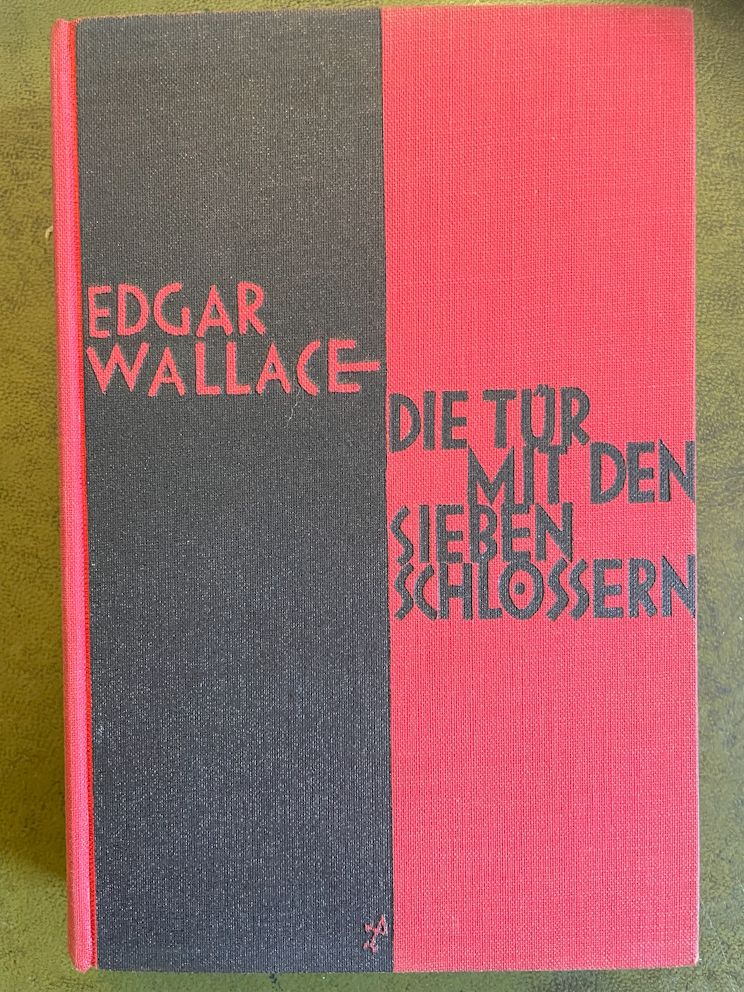 EDGAR
WALLACE–
DIE TÜR
MIT DEN
SIEBEN
SCHLÖSSERN